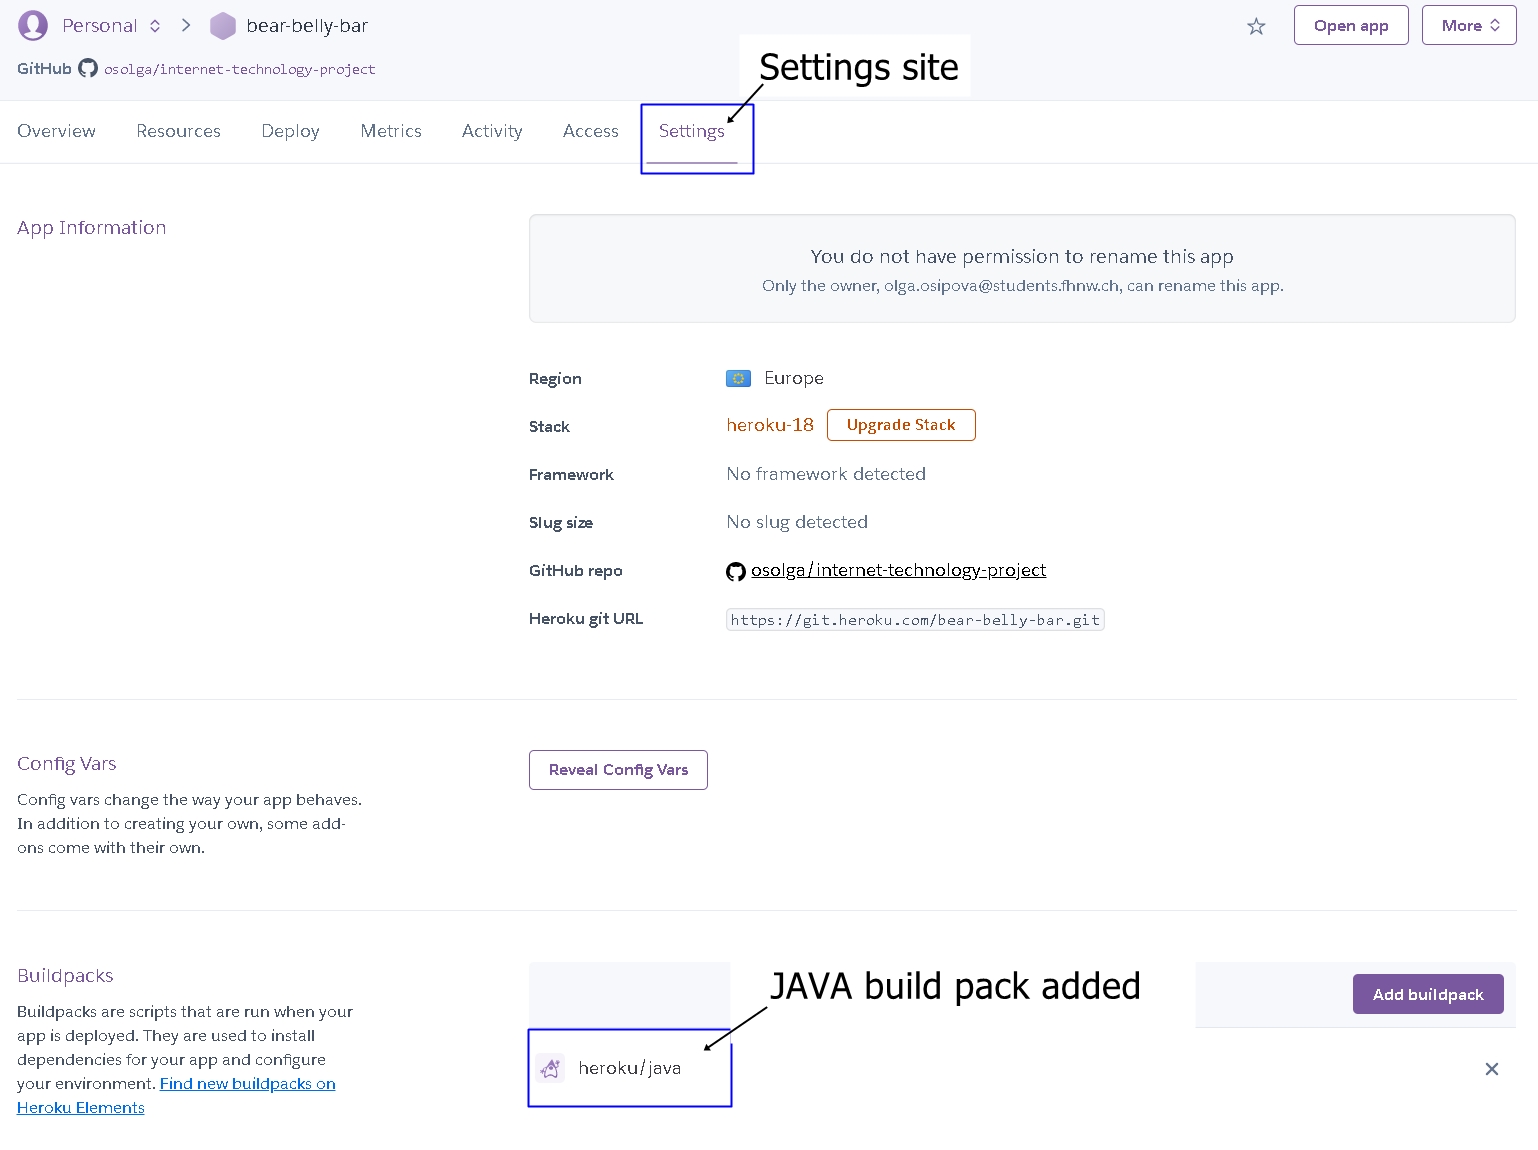 Personal bear-belly-bar Open app More
GitHub osolga/internet-technology-project
Settings site
Overview Resources Deploy Metrics Activity Access Settings
App Information
You do not have permission to rename this app
Only the owner, olga.osipova@students.fhnw.ch, can rename this app.
Region Europe
Stack heroku-18 Upgrade Stack
Framework No framework detected
Slug size No slug detected
GitHub repo osolga/internet-technology-project
Heroku git URL https://git.heroku.com/bear-belly-bar.git
Config Vars
Config vars change the way your app behaves.
In addition to creating your own, some add-
ons come with their own.
Reveal Config Vars
Buildpacks
Buildpacks are scripts that are run when your
app is deployed. They are used to install
dependencies for your app and configure
your environment. Find new buildpacks on
Heroku Elements
JAVA build pack added
Add buildpack
heroku/java